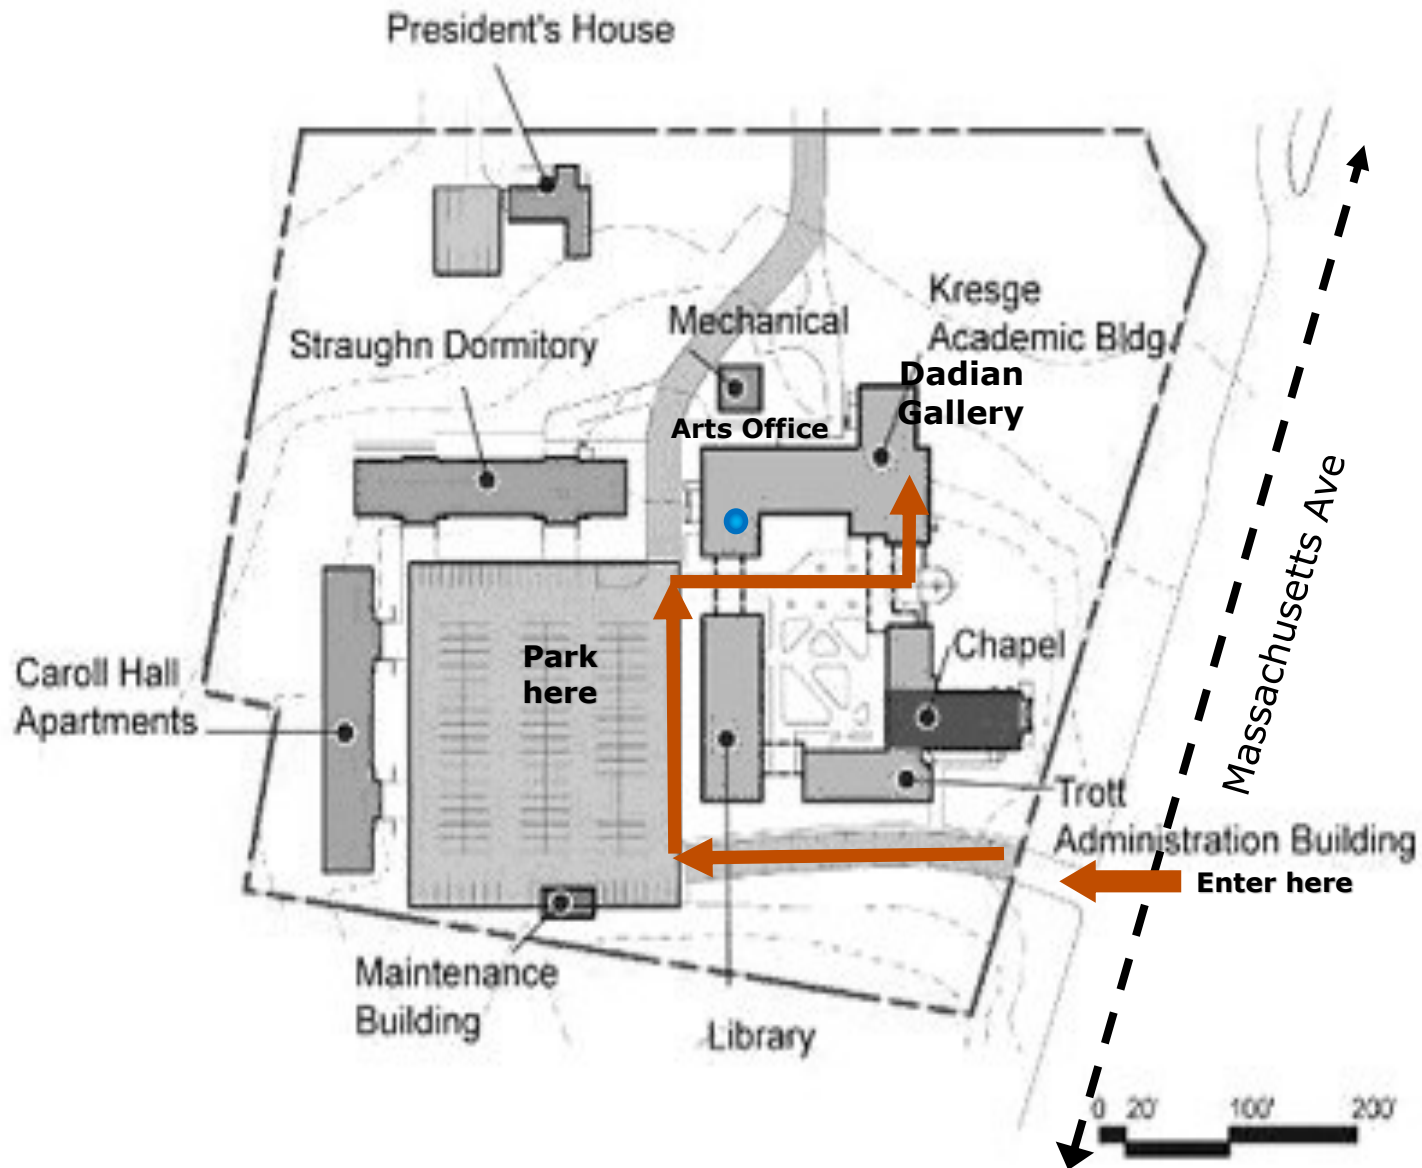 President's House
Kresge
Academic Bldg.
Mechanical
Straughn Dormitory
Dadian
Gallery
Arts Office
Massachusetts Ave
Park
here
Chapel
Caroll Hall
Apartments
Trott
Administration Building
Enter here
Maintenance
Building
Library
0 20' 100' 200'